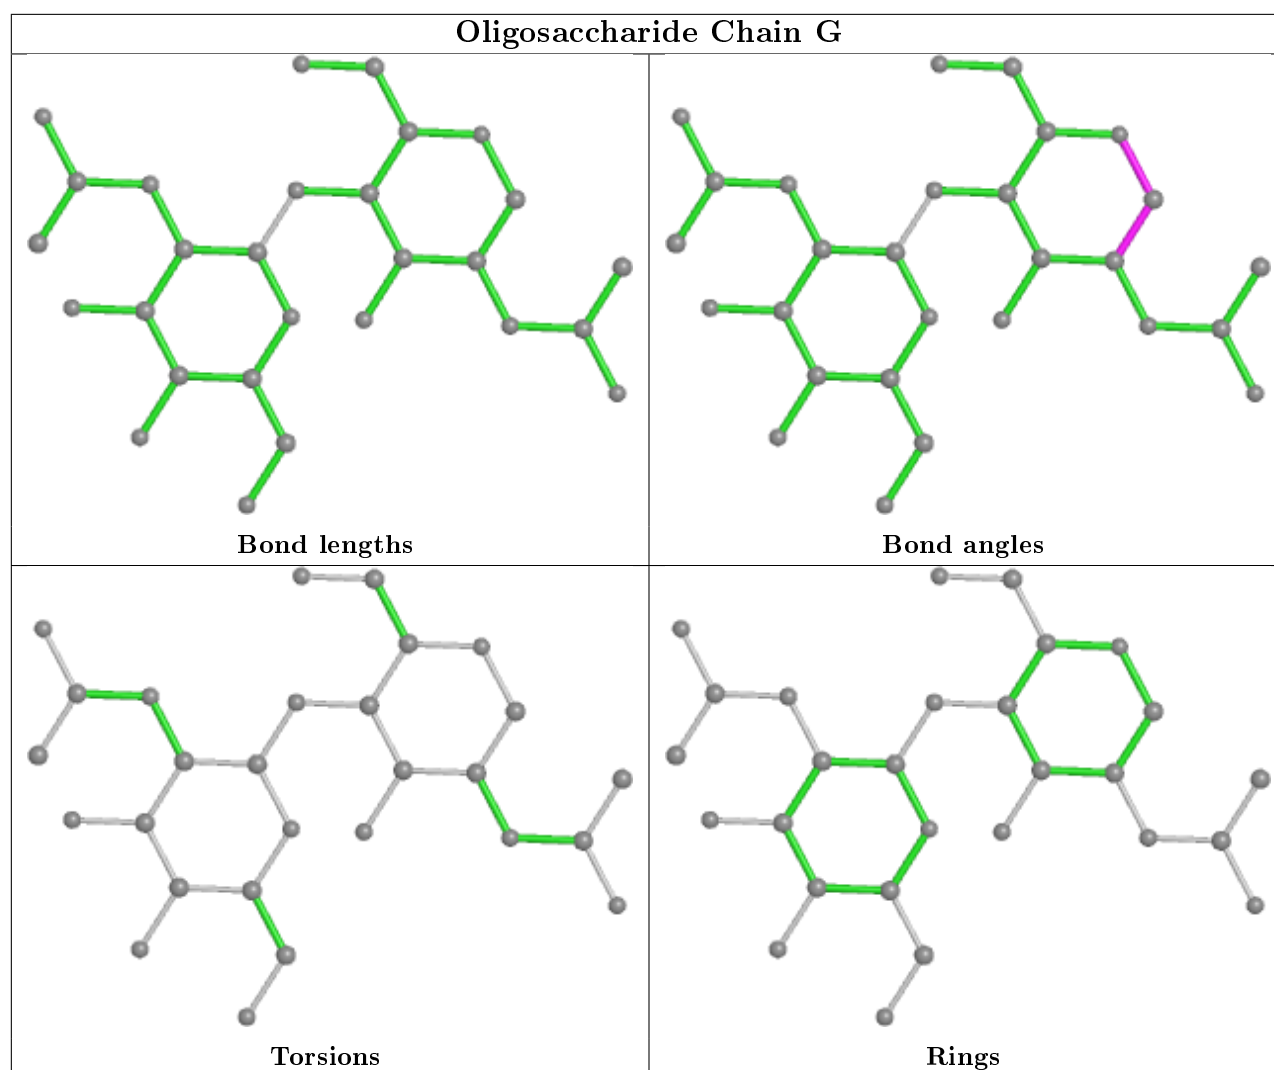 Oligosaccharide Chain G
Bond lengths
Bond angles
Torsions
Rings